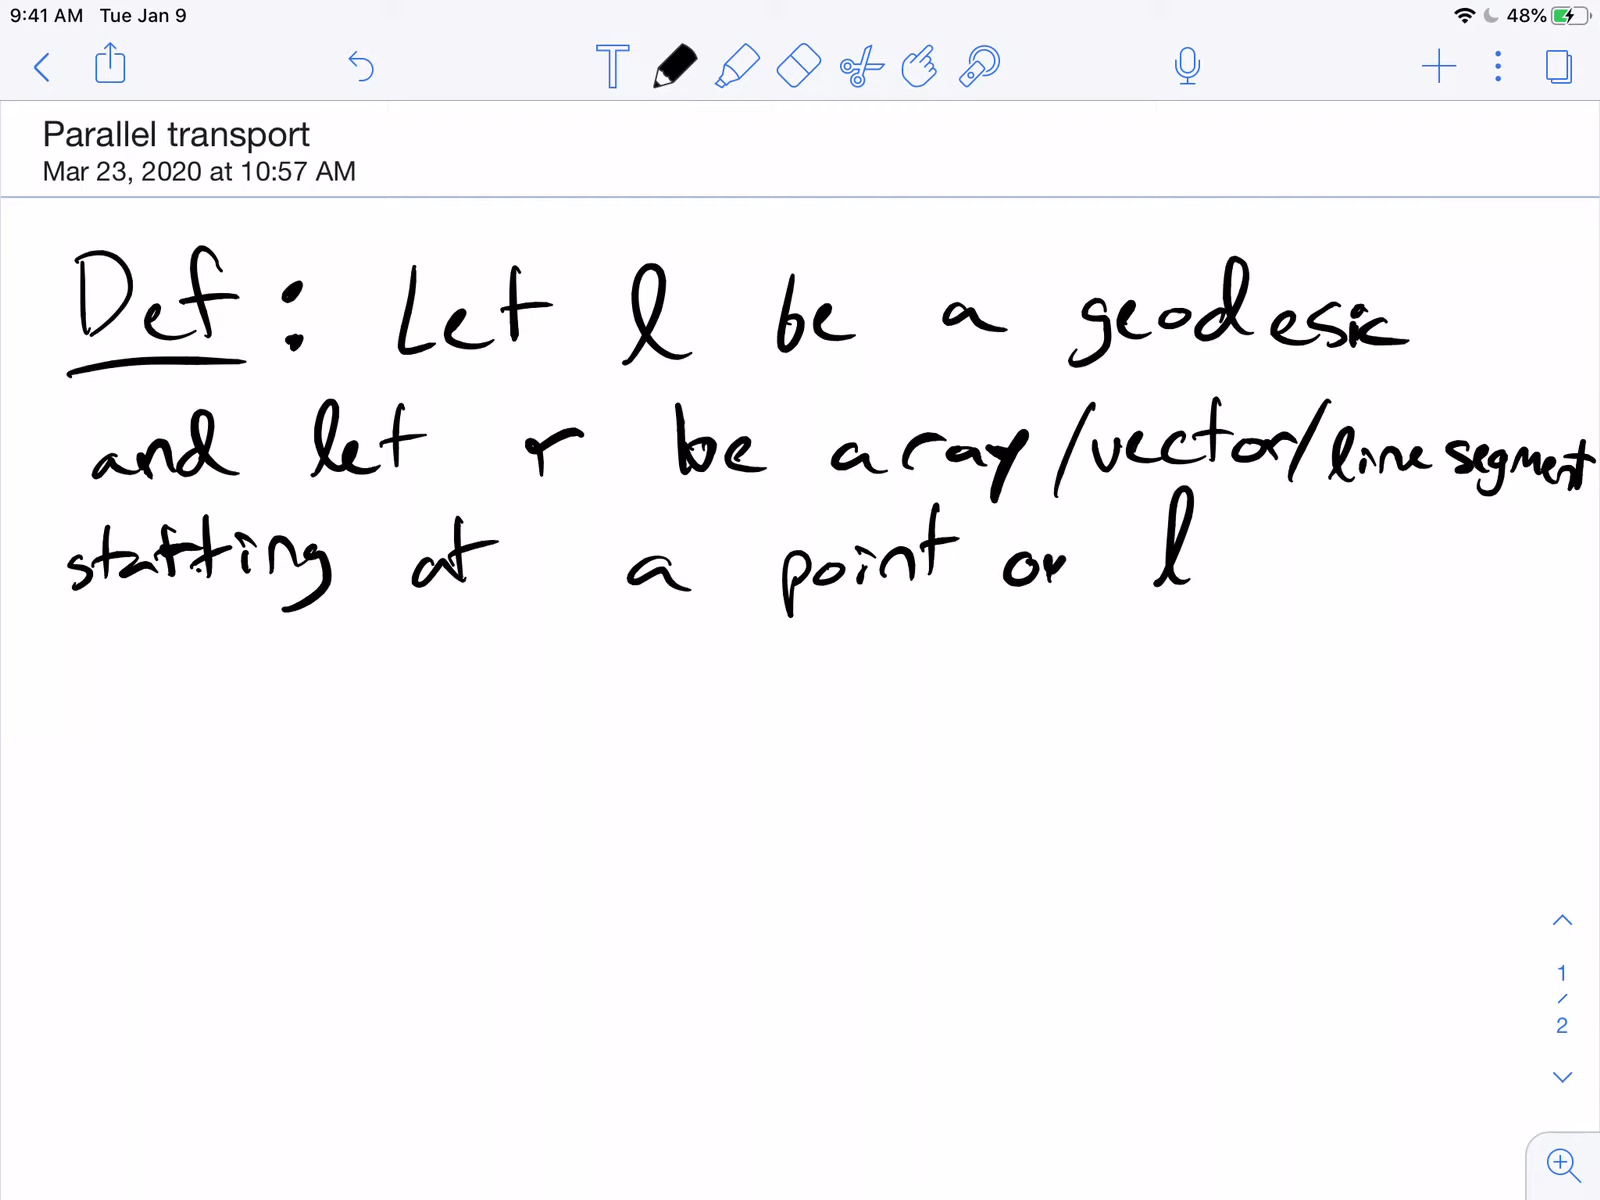 9:41 AM Tue Jan 9 48%
Parallel transport
Mar 23, 2020 at 10:57 AM
Def: Let l be a geodesic
and let r be a ray/vector/line segment
starting at a point on l
1
/
2